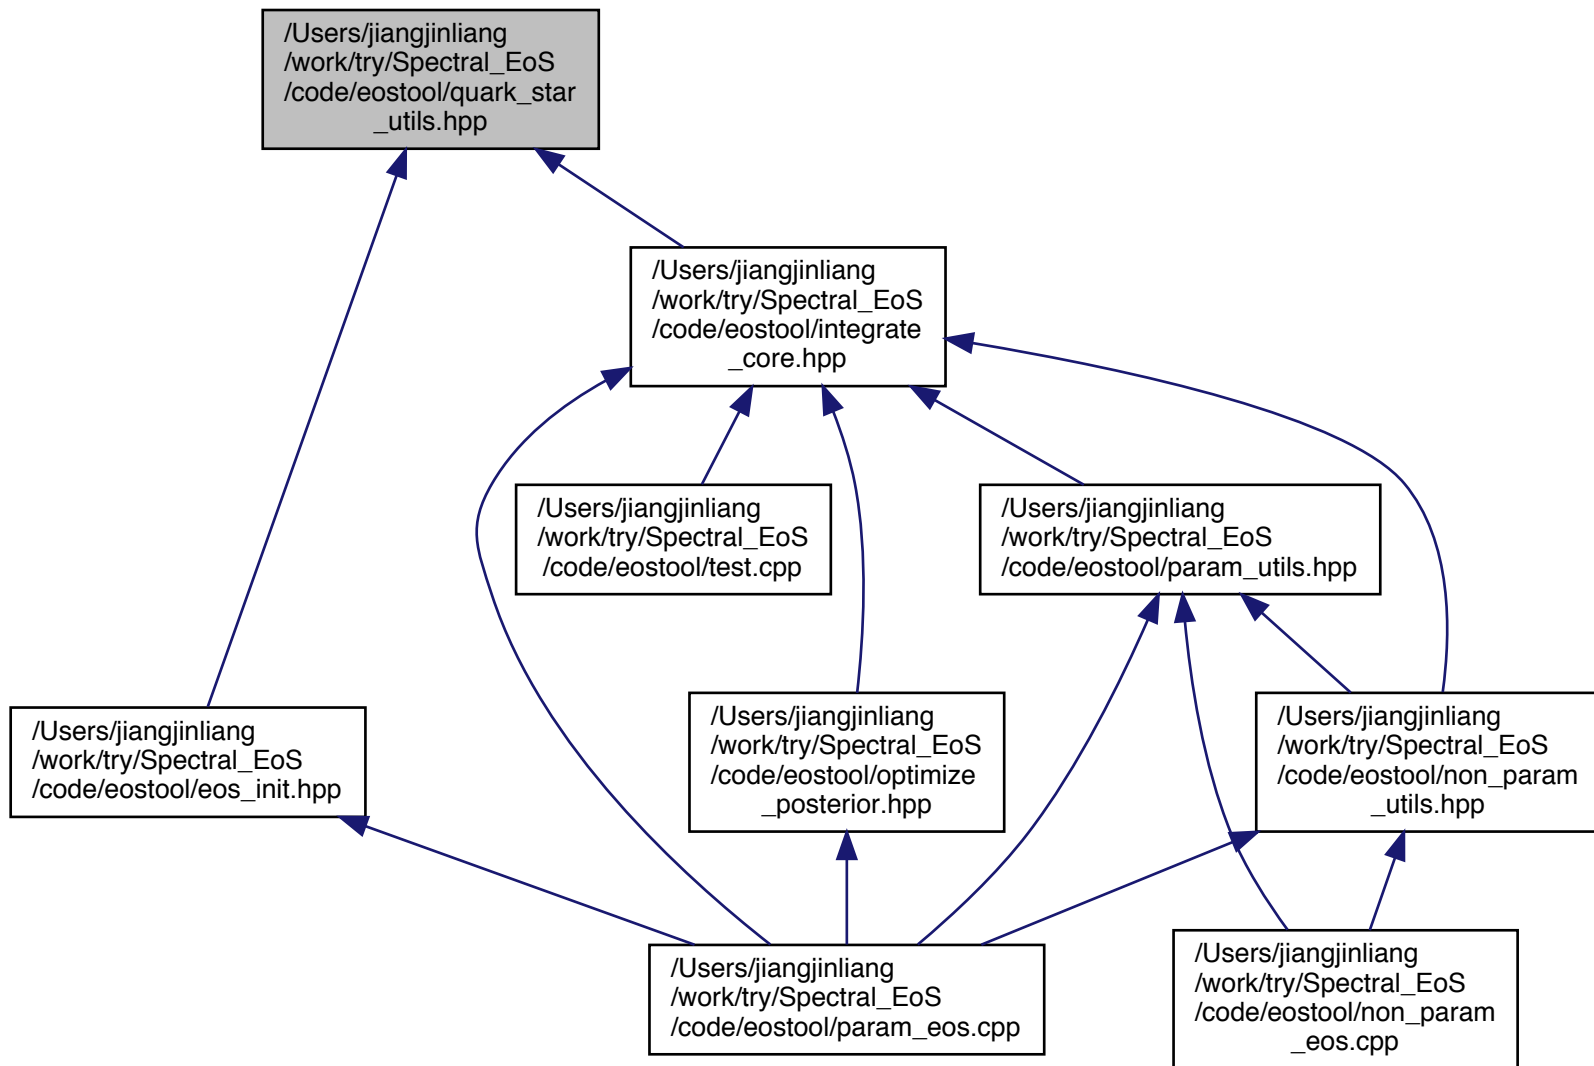 /Users/jiangjinliang
/work/try/Spectral_EoS
/code/eostool/quark_star
_utils.hpp
/Users/jiangjinliang
/work/try/Spectral_EoS
/code/eostool/integrate
_core.hpp
/Users/jiangjinliang
/work/try/Spectral_EoS
/code/eostool/test.cpp
/Users/jiangjinliang
/work/try/Spectral_EoS
/code/eostool/param_utils.hpp
/Users/jiangjinliang
/work/try/Spectral_EoS
/code/eostool/eos_init.hpp
/Users/jiangjinliang
/work/try/Spectral_EoS
/code/eostool/optimize
_posterior.hpp
/Users/jiangjinliang
/work/try/Spectral_EoS
/code/eostool/non_param
_utils.hpp
/Users/jiangjinliang
/work/try/Spectral_EoS
/code/eostool/param_eos.cpp
/Users/jiangjinliang
/work/try/Spectral_EoS
/code/eostool/non_param
_eos.cpp